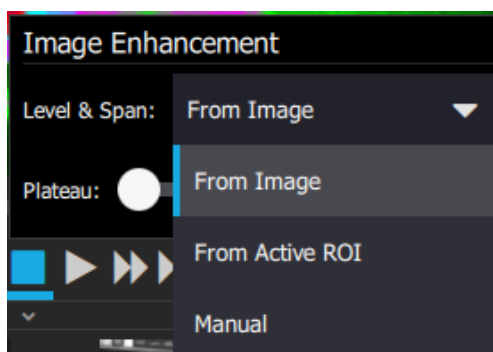 Image Enhancement
Level & Span: From Image
From Image
Plateau:
From Active ROI
Manual